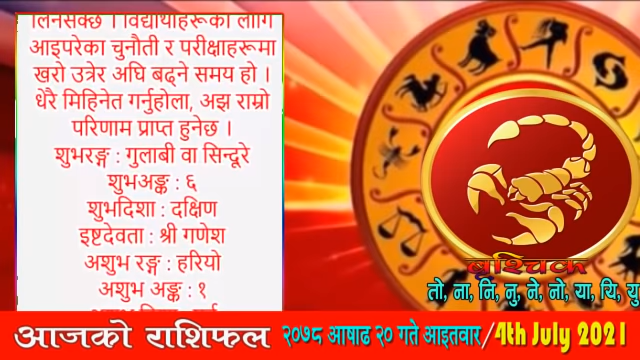 लिनसक्छ । विद्यार्थीहरूको लागि
आइपरेका चुनौती र परीक्षाहरूमा
खरो उत्रेर अघि बढ्ने समय हो ।
धेरै मिहिनेत गर्नुहोला, अझ राम्रो
परिणाम प्राप्त हुनेछ ।
शुभरङ्ग : गुलाबी वा सिन्दूरे
शुभअङ्क : ६
शुभदिशा : दक्षिण
इष्टदेवता : श्री गणेश
अशुभ रङ्ग : हरियो
अशुभ अङ्क : १
बृश्चिक
तो, ना, नि, नु, ने, नो, या, यि, यु
आजको राशिफल २०७८ आषाढ २० गते आइतवार/4th July 2021